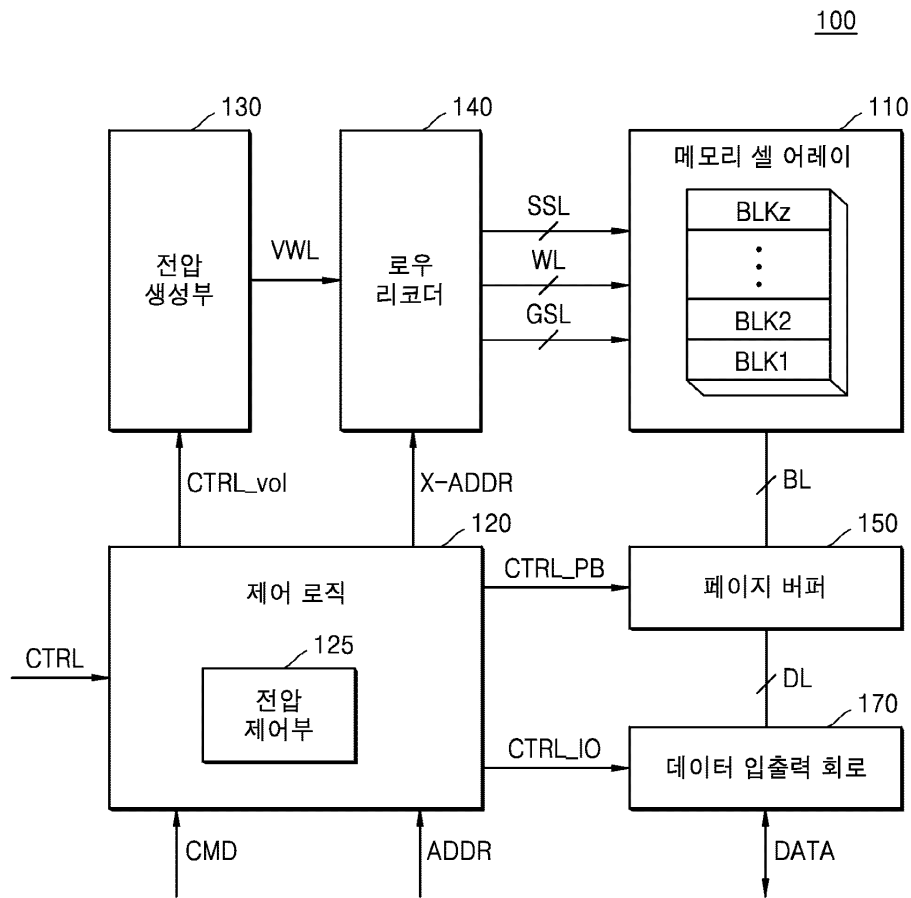 100
130
140
110
전압
생성부
VWL
로우
리코더
SSL
WL
GSL
메모리 셀 어레이
BLKz
BLK2
BLK1
CTRL_vol
X-ADDR
BL
120
150
제어 로직
CTRL_PB
페이지 버퍼
CTRL
125
전압
제어부
DL
170
CTRL_IO
데이터 입출력 회로
CMD
ADDR
DATA